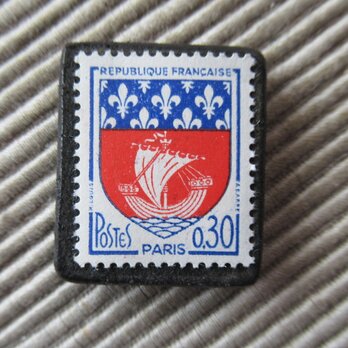 REPUBLIQUE FRANÇAISE
POSTES
PARIS
0,30